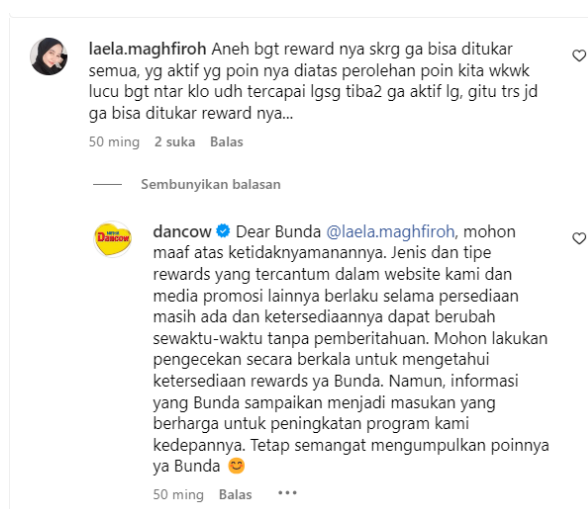 laela.maghfiroh Aneh bgt reward nya skrg ga bisa ditukar
semua, yg aktif yg poin nya diatas perolehan poin kita wkwk
lucu bgt ntar klo udh tercapai lgsg tiba2 ga aktif lg, gitu trs jd
ga bisa ditukar reward nya...
50 ming 2 suka Balas
Sembunyikan balasan
DANCOW
dancow Dear Bunda @laela.maghfiroh, mohon
maaf atas ketidaknyamanannya. Jenis dan tipe
rewards yang tercantum dalam website kami dan
media promosi lainnya berlaku selama persediaan
masih ada dan ketersediaannya dapat berubah
sewaktu-waktu tanpa pemberitahuan. Mohon lakukan
pengecekan secara berkala untuk mengetahui
ketersediaan rewards ya Bunda. Namun, informasi
yang Bunda sampaikan menjadi masukan yang
berharga untuk peningkatan program kami
kedepannya. Tetap semangat mengumpulkan poinnya
ya Bunda 😊
50 ming Balas •••